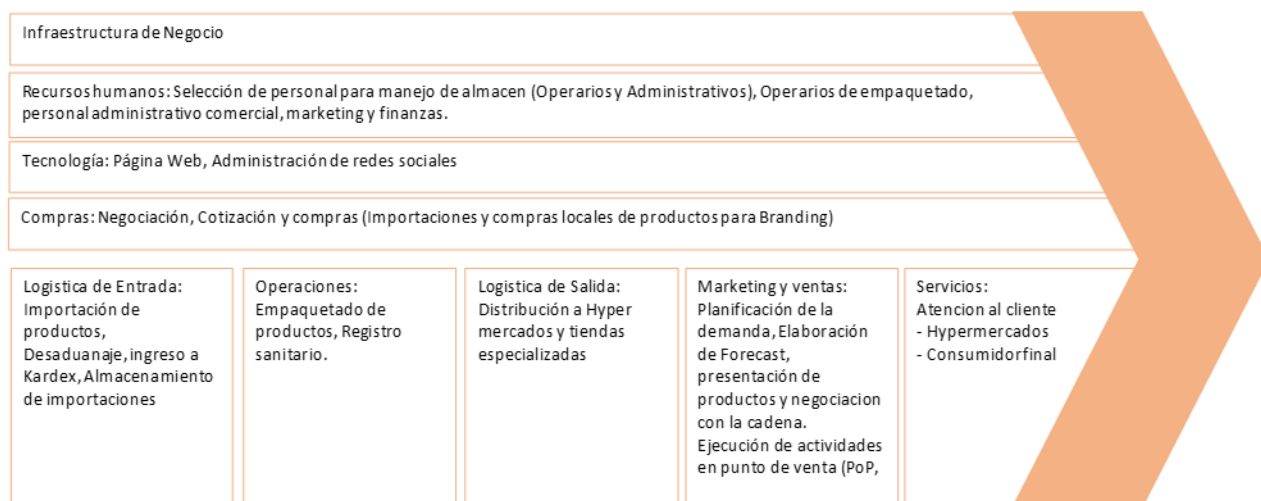 Infraestructura de Negocio
Recursos humanos: Selección de personal para manejo de almacen (Operarios y Administrativos), Operarios de empaquetado,
personal administrativo comercial, marketing y finanzas.
Tecnología: Página Web, Administración de redes sociales
Compras: Negociación, Cotización y compras (Importaciones y compras locales de productos para Branding)
Logistica de Entrada:
Importación de
productos,
Desaduanaje, ingreso a
Kardex, Almacenamiento
de importaciones
Operaciones:
Empaquetado de
productos, Registro
sanitario.
Logistica de Salida:
Distribución a Hyper
mercados y tiendas
especializadas
Marketing y ventas:
Planificación de la
demanda, Elaboración
de Forecast,
presentación de
productos y negociacion
con la cadena.
Ejecución de actividades
en punto de venta (PoP,
Servicios:
Atencion al cliente
- Hypermercados
- Consumidor final